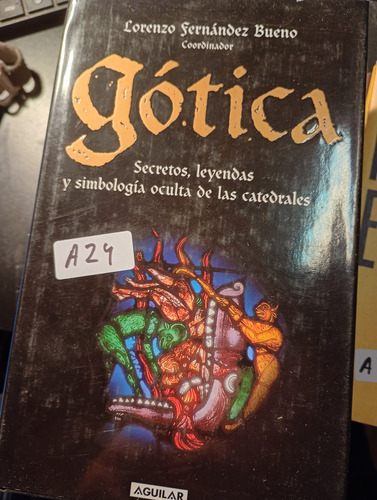 Lorenzo Fernández Bueno
Coordinador
gótica
Secretos, leyendas
y simbología oculta de las catedrales
A24
A
AGUILAR